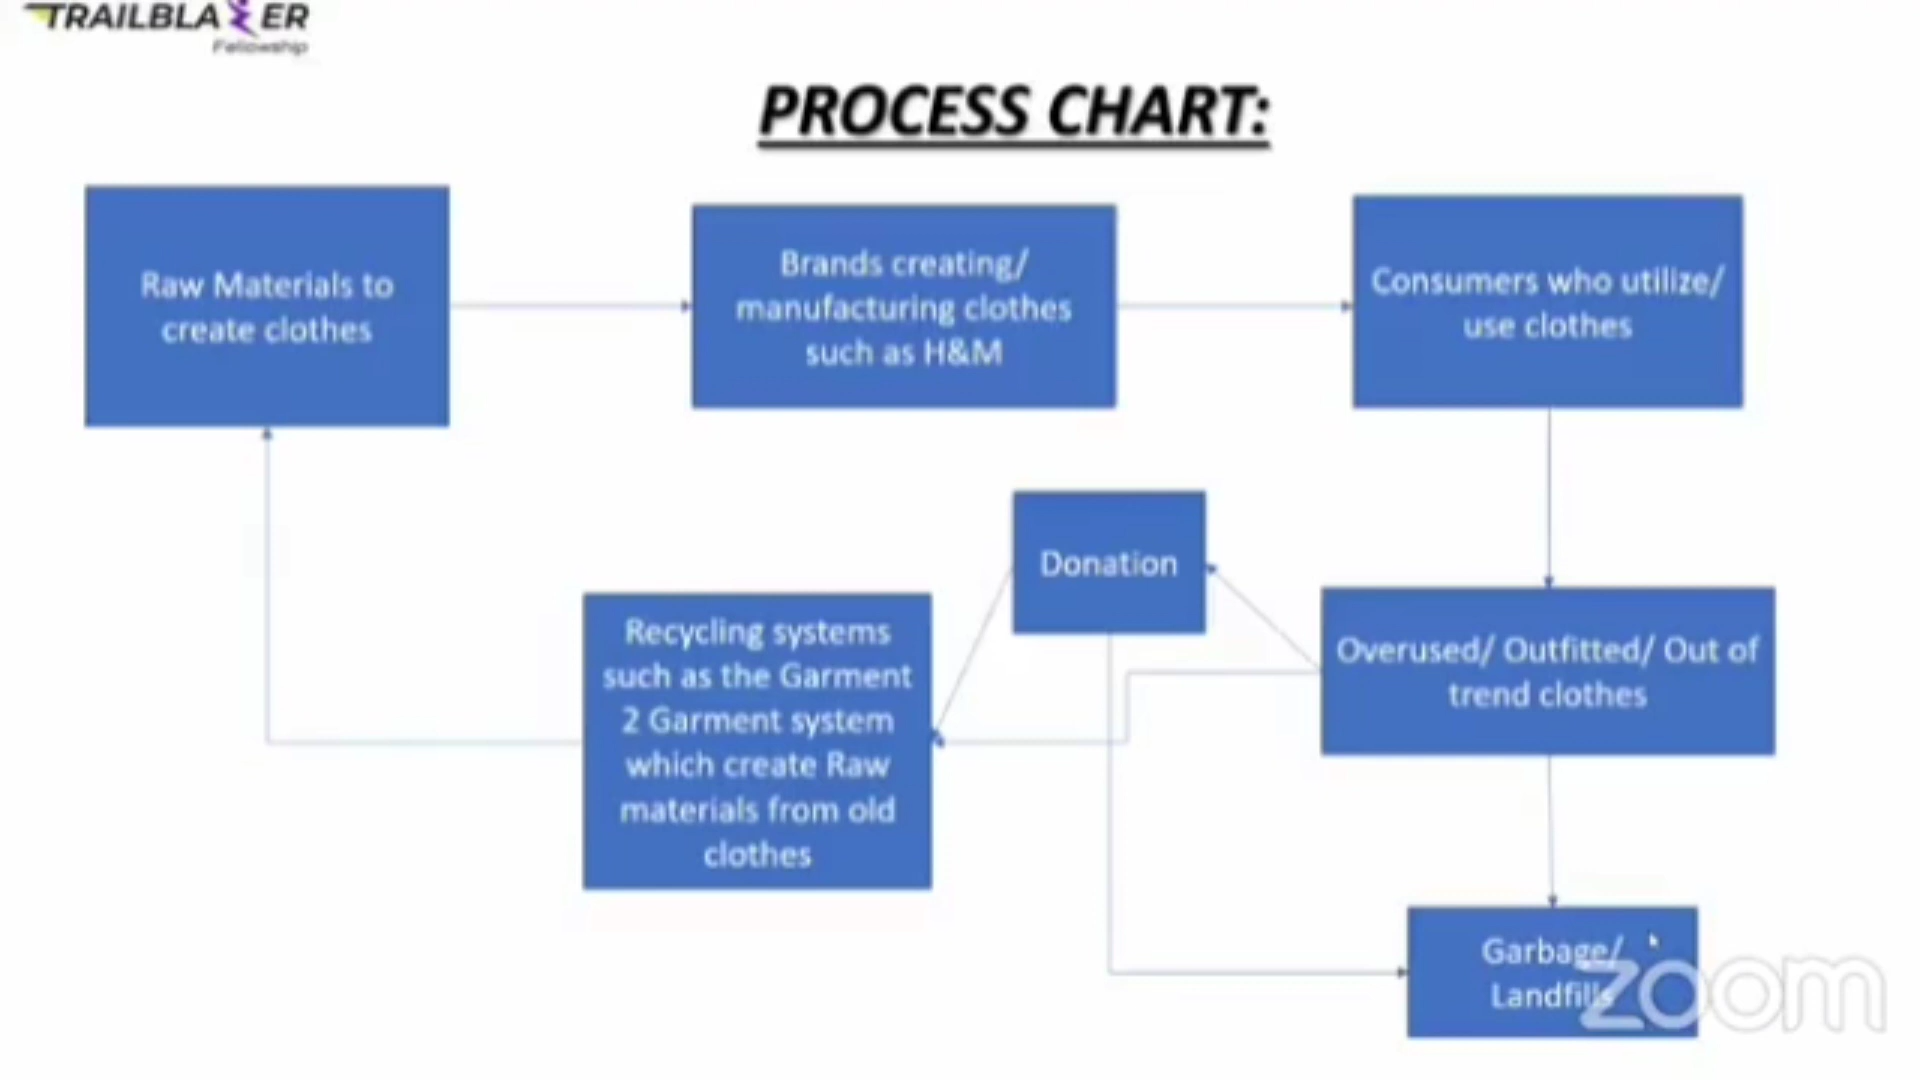 TRAILBLAZER
Fellowship
PROCESS CHART:
Raw Materials to
create clothes
Brands creating/
manufacturing clothes
such as H&M
Consumers who utilize/
use clothes
Donation
Recycling systems
such as the Garment
2 Garment system
which create Raw
materials from old
clothes
Overused/ Outfitted/ Out of
trend clothes
Garbage/
Landfills
zoom